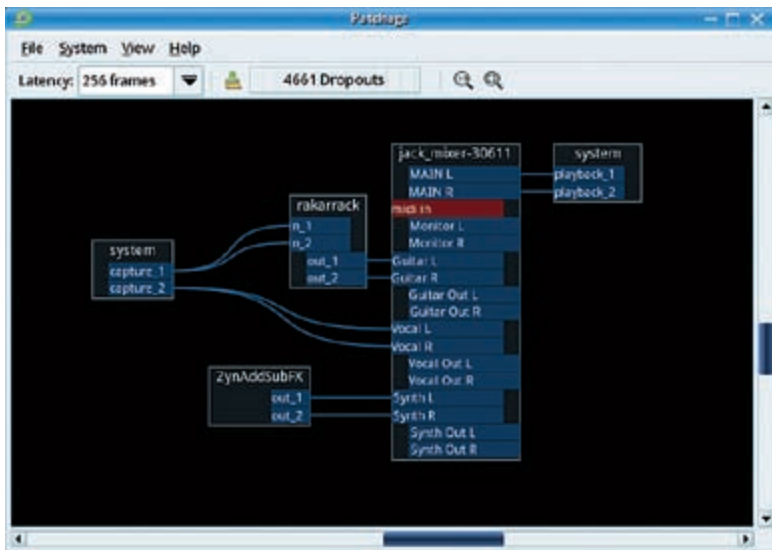 Patchage
File System View Help
Latency: 256 frames 4661 Dropouts
jack_mixer-30611
MAIN L
MAIN R
midi in
Monitor L
Monitor R
Guitar L
Guitar R
Guitar Out L
Guitar Out R
Vocal L
Vocal R
Vocal Out L
Vocal Out R
Synth L
Synth R
Synth Out L
Synth Out R
system
playback_1
playback_2
rakarrack
in_1
in_2
out_1
out_2
system
capture_1
capture_2
ZynAddSubFX
out_1
out_2